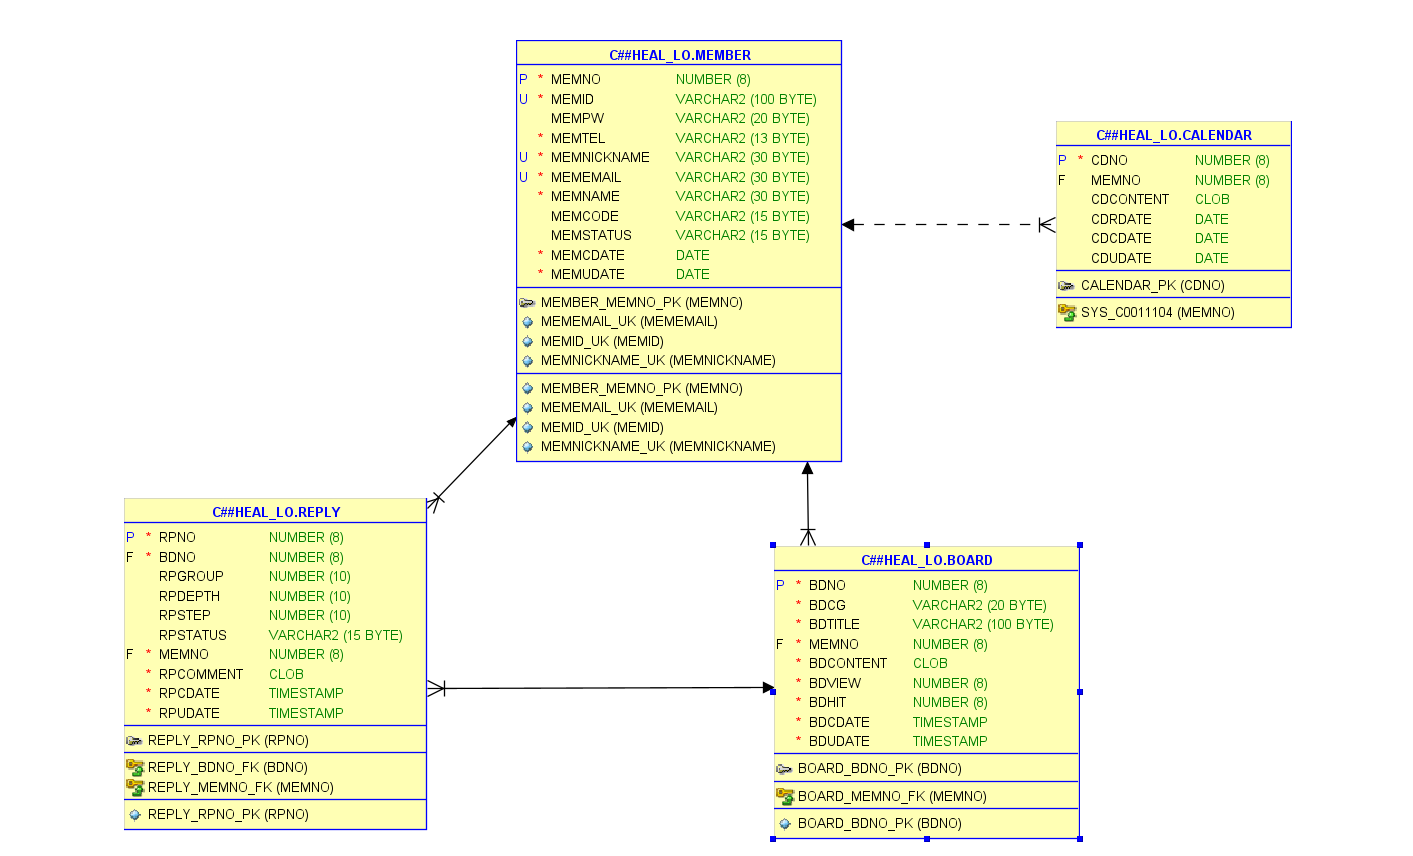 C##HEAL_LO.MEMBER
P * MEMNO NUMBER (8)
U * MEMID VARCHAR2 (100 BYTE)
MEMPW VARCHAR2 (20 BYTE)
* MEMTEL VARCHAR2 (13 BYTE)
U * MEMNICKNAME VARCHAR2 (30 BYTE)
U * MEMEMAIL VARCHAR2 (30 BYTE)
* MEMNAME VARCHAR2 (30 BYTE)
MEMCODE VARCHAR2 (15 BYTE)
MEMSTATUS VARCHAR2 (15 BYTE)
* MEMCDATE DATE
* MEMUDATE DATE
MEMBER_MEMNO_PK (MEMNO)
MEMEMAIL_UK (MEMEMAIL)
MEMID_UK (MEMID)
MEMNICKNAME_UK (MEMNICKNAME)
MEMBER_MEMNO_PK (MEMNO)
MEMEMAIL_UK (MEMEMAIL)
MEMID_UK (MEMID)
MEMNICKNAME_UK (MEMNICKNAME)
C##HEAL_LO.CALENDAR
P * CDNO NUMBER (8)
F MEMNO NUMBER (8)
CDCONTENT CLOB
CDRDATE DATE
CDCDATE DATE
CDUDATE DATE
CALENDAR_PK (CDNO)
SYS_C0011104 (MEMNO)
C##HEAL_LO.REPLY
P * RPNO NUMBER (8)
F * BDNO NUMBER (8)
RPGROUP NUMBER (10)
RPDEPTH NUMBER (10)
RPSTEP NUMBER (10)
RPSTATUS VARCHAR2 (15 BYTE)
F * MEMNO NUMBER (8)
* RPCOMMENT CLOB
* RPCDATE TIMESTAMP
* RPUDATE TIMESTAMP
REPLY_RPNO_PK (RPNO)
REPLY_BDNO_FK (BDNO)
REPLY_MEMNO_FK (MEMNO)
REPLY_RPNO_PK (RPNO)
C##HEAL_LO.BOARD
P * BDNO NUMBER (8)
* BDCG VARCHAR2 (20 BYTE)
* BDTITLE VARCHAR2 (100 BYTE)
F * MEMNO NUMBER (8)
* BDCONTENT CLOB
* BDVIEW NUMBER (8)
* BDHIT NUMBER (8)
* BDCDATE TIMESTAMP
* BDUDATE TIMESTAMP
BOARD_BDNO_PK (BDNO)
BOARD_MEMNO_FK (MEMNO)
BOARD_BDNO_PK (BDNO)